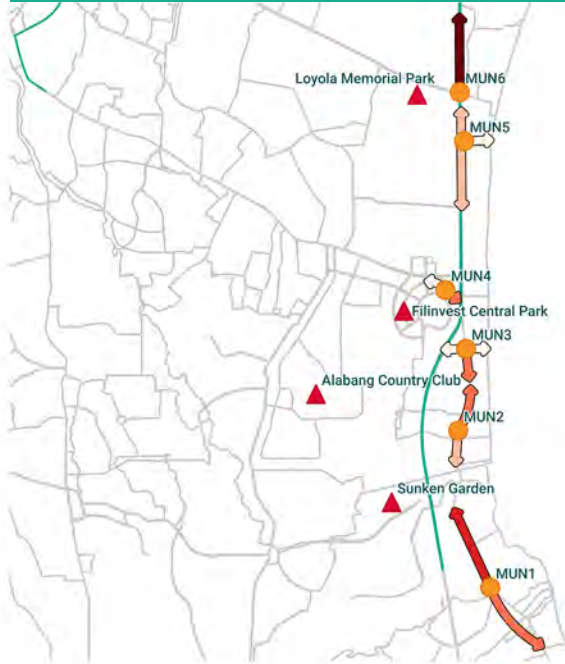 Loyola Memorial Park
MUN6
MUN5
MUN4
Filinvest Central Park
MUN3
Alabang Country Club
MUN2
Sunken Garden
MUN1